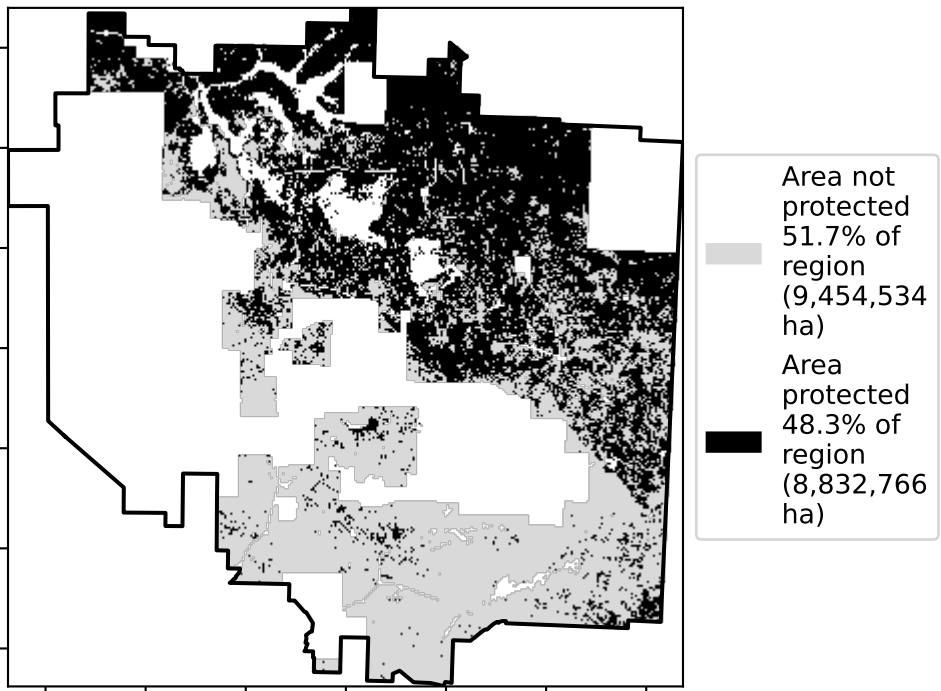 Area not
protected
51.7% of
region
(9,454,534
ha)
Area
protected
48.3% of
region
(8,832,766
ha)